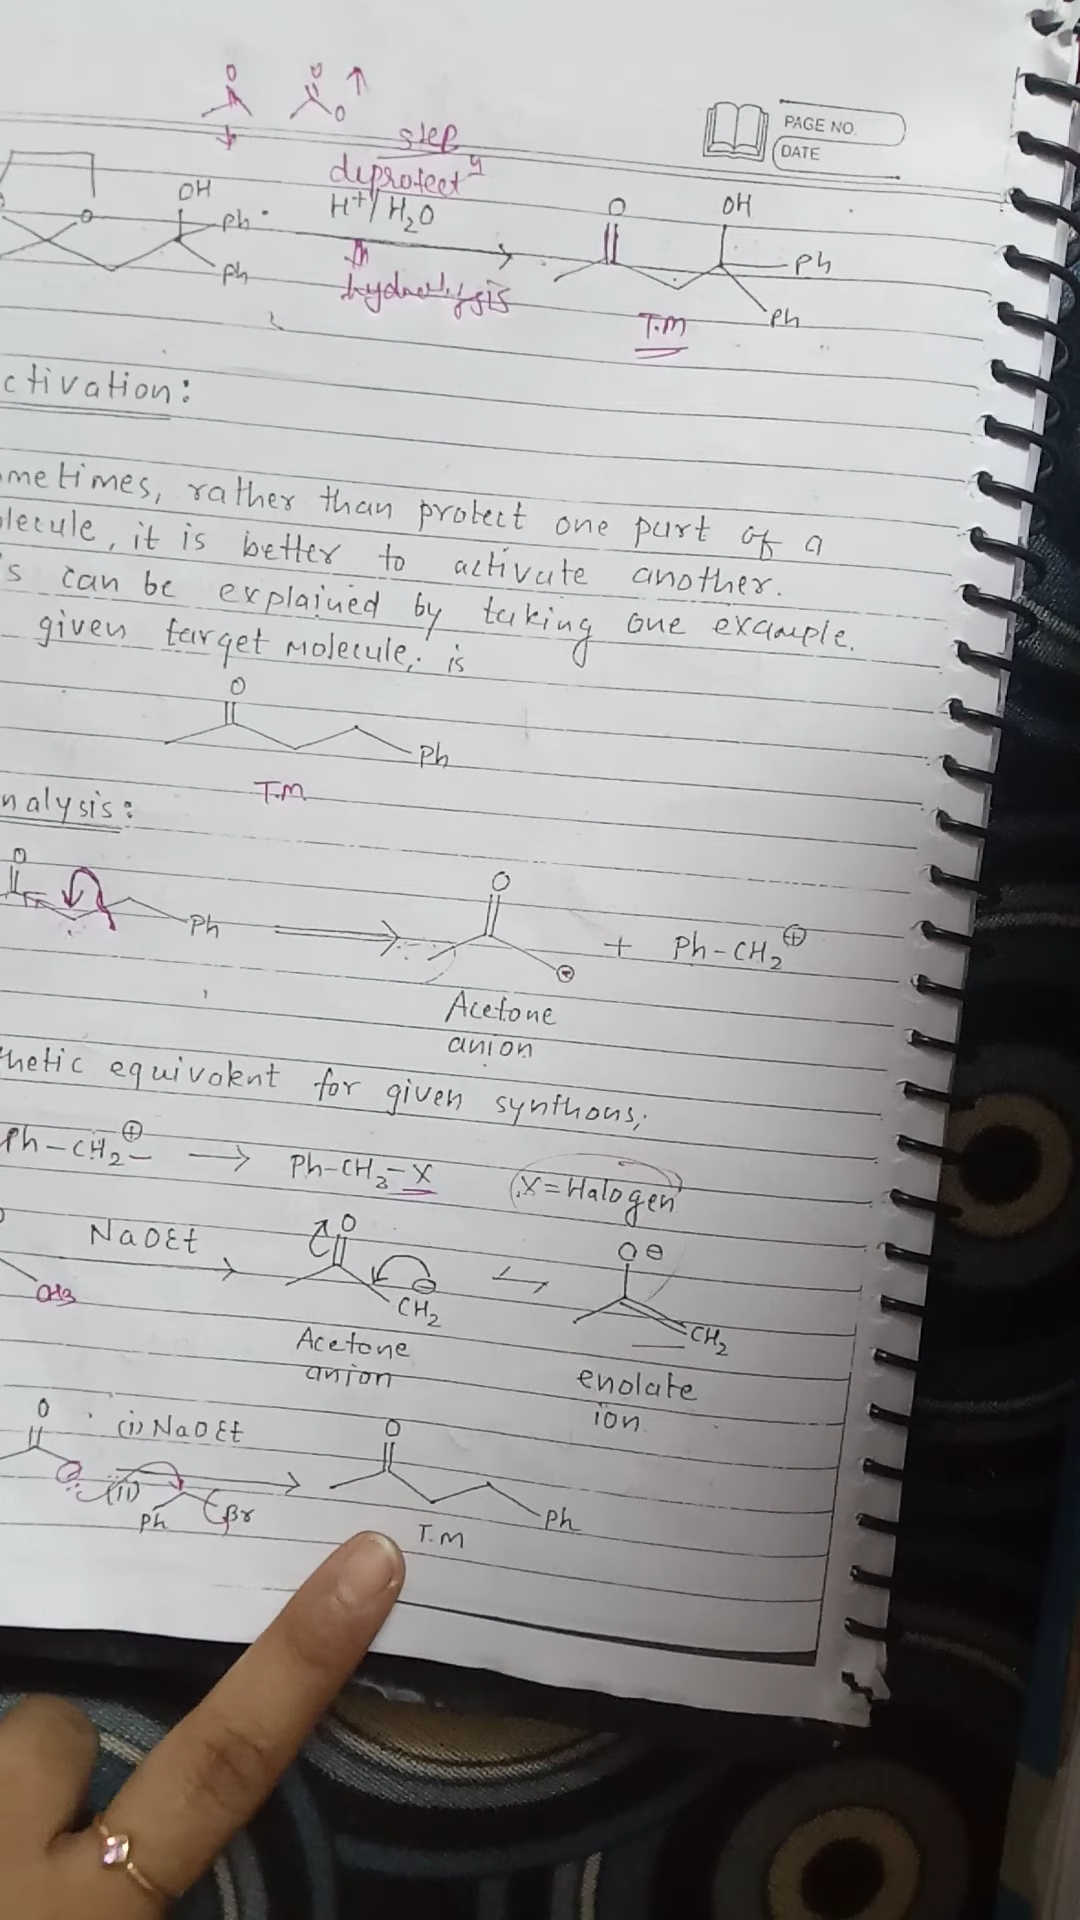 O O
O
PAGE NO.
DATE
step
deprotect
OH
Ph
H+/H2O
O OH
O
Ph
Ph
Ph
hydrolysis
T.M
Ph
ctivation:
metimes, rather than protect one part of a
lecule, it is better to activate another.
s can be explained by taking one example.
given target molecule, is
O
Ph
T.M.
nalysis:
O
Ph
O
+ Ph-CH2 ⊕
Acetone
anion
hetic equivalent for given synthons;
Ph-CH2 ⊕ → Ph-CH2-X (X=Halogen)
NaOEt
O
O⊖
CH3
CH2
CH2
Acetone
anion
enolate
ion
O
(i) NaOEt
O
(ii)
Ph
Br
Ph
T.M